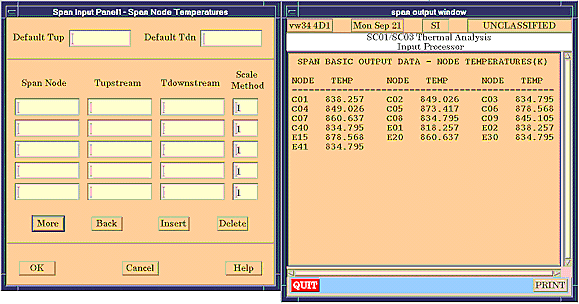 Span Input Panel1 - Span Node Temperatures
Default Tup Default Tdn
Span Node Tupstream Tdownstream Scale Method
1
1
1
1
1
More Back Insert Delete
OK Cancel Help
span output window
vw34 4D1 Mon Sep 21 SI UNCLASSIFIED
SC01/SC03 Thermal Analysis
Input Processor
SPAN BASIC OUTPUT DATA - NODE TEMPERATURES(K)
NODE TEMP NODE TEMP NODE TEMP
C01 838.257 C02 849.026 C03 834.795
C04 849.026 C05 873.417 C06 878.568
C07 860.637 C08 834.795 C09 845.105
C40 834.795 E01 818.257 E02 838.257
E15 878.568 E20 860.637 E30 834.795
E41 834.795
QUIT PRINT